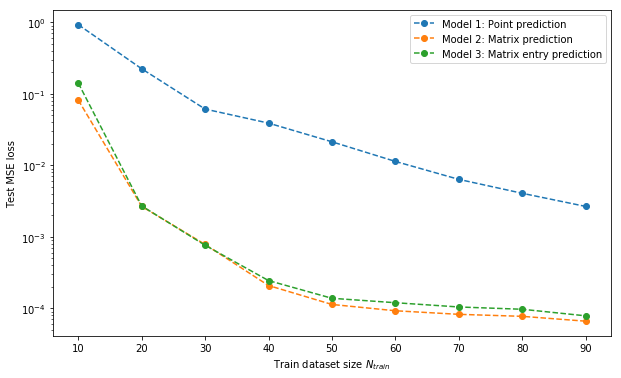 Model 1: Point prediction
Model 2: Matrix prediction
Model 3: Matrix entry prediction
Test MSE loss
10⁰
10⁻¹
10⁻²
10⁻³
10⁻⁴
10 20 30 40 50 60 70 80 90
Train dataset size N_train